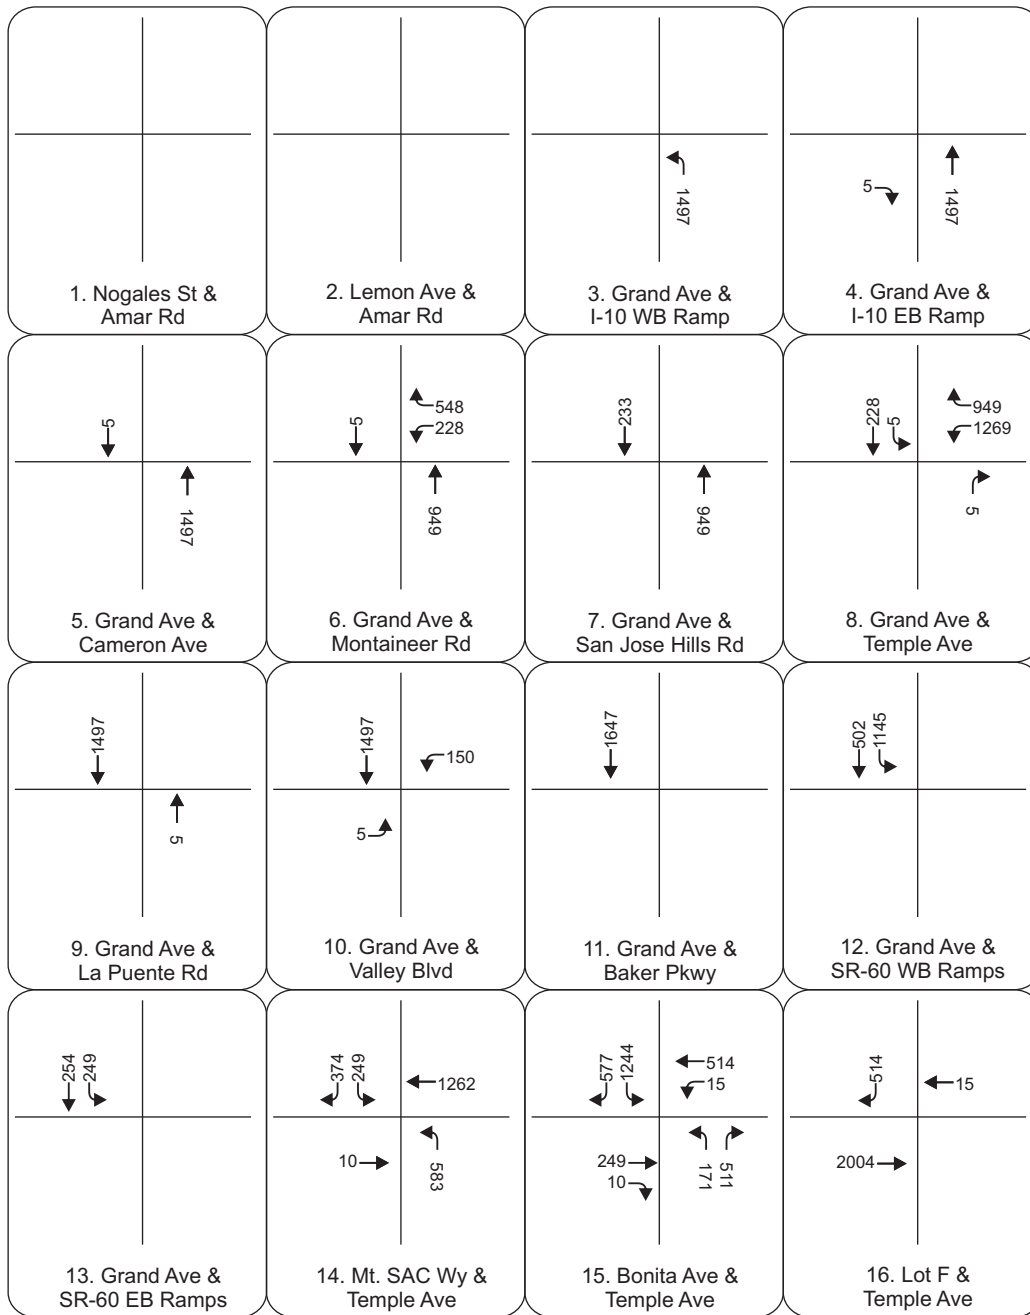 1497
5
1497
1. Nogales St &
Amar Rd
2. Lemon Ave &
Amar Rd
3. Grand Ave &
I-10 WB Ramp
4. Grand Ave &
I-10 EB Ramp
5
1497
5
548
228
949
233
949
228
5
949
1269
5
5. Grand Ave &
Cameron Ave
6. Grand Ave &
Montaineer Rd
7. Grand Ave &
San Jose Hills Rd
8. Grand Ave &
Temple Ave
1497
5
1497
150
5
1647
502
1145
9. Grand Ave &
La Puente Rd
10. Grand Ave &
Valley Blvd
11. Grand Ave &
Baker Pkwy
12. Grand Ave &
SR-60 WB Ramps
254
249
374
249
1262
10
583
577
1244
514
15
249
10
171
511
514
15
2004
13. Grand Ave &
SR-60 EB Ramps
14. Mt. SAC Wy &
Temple Ave
15. Bonita Ave &
Temple Ave
16. Lot F &
Temple Ave